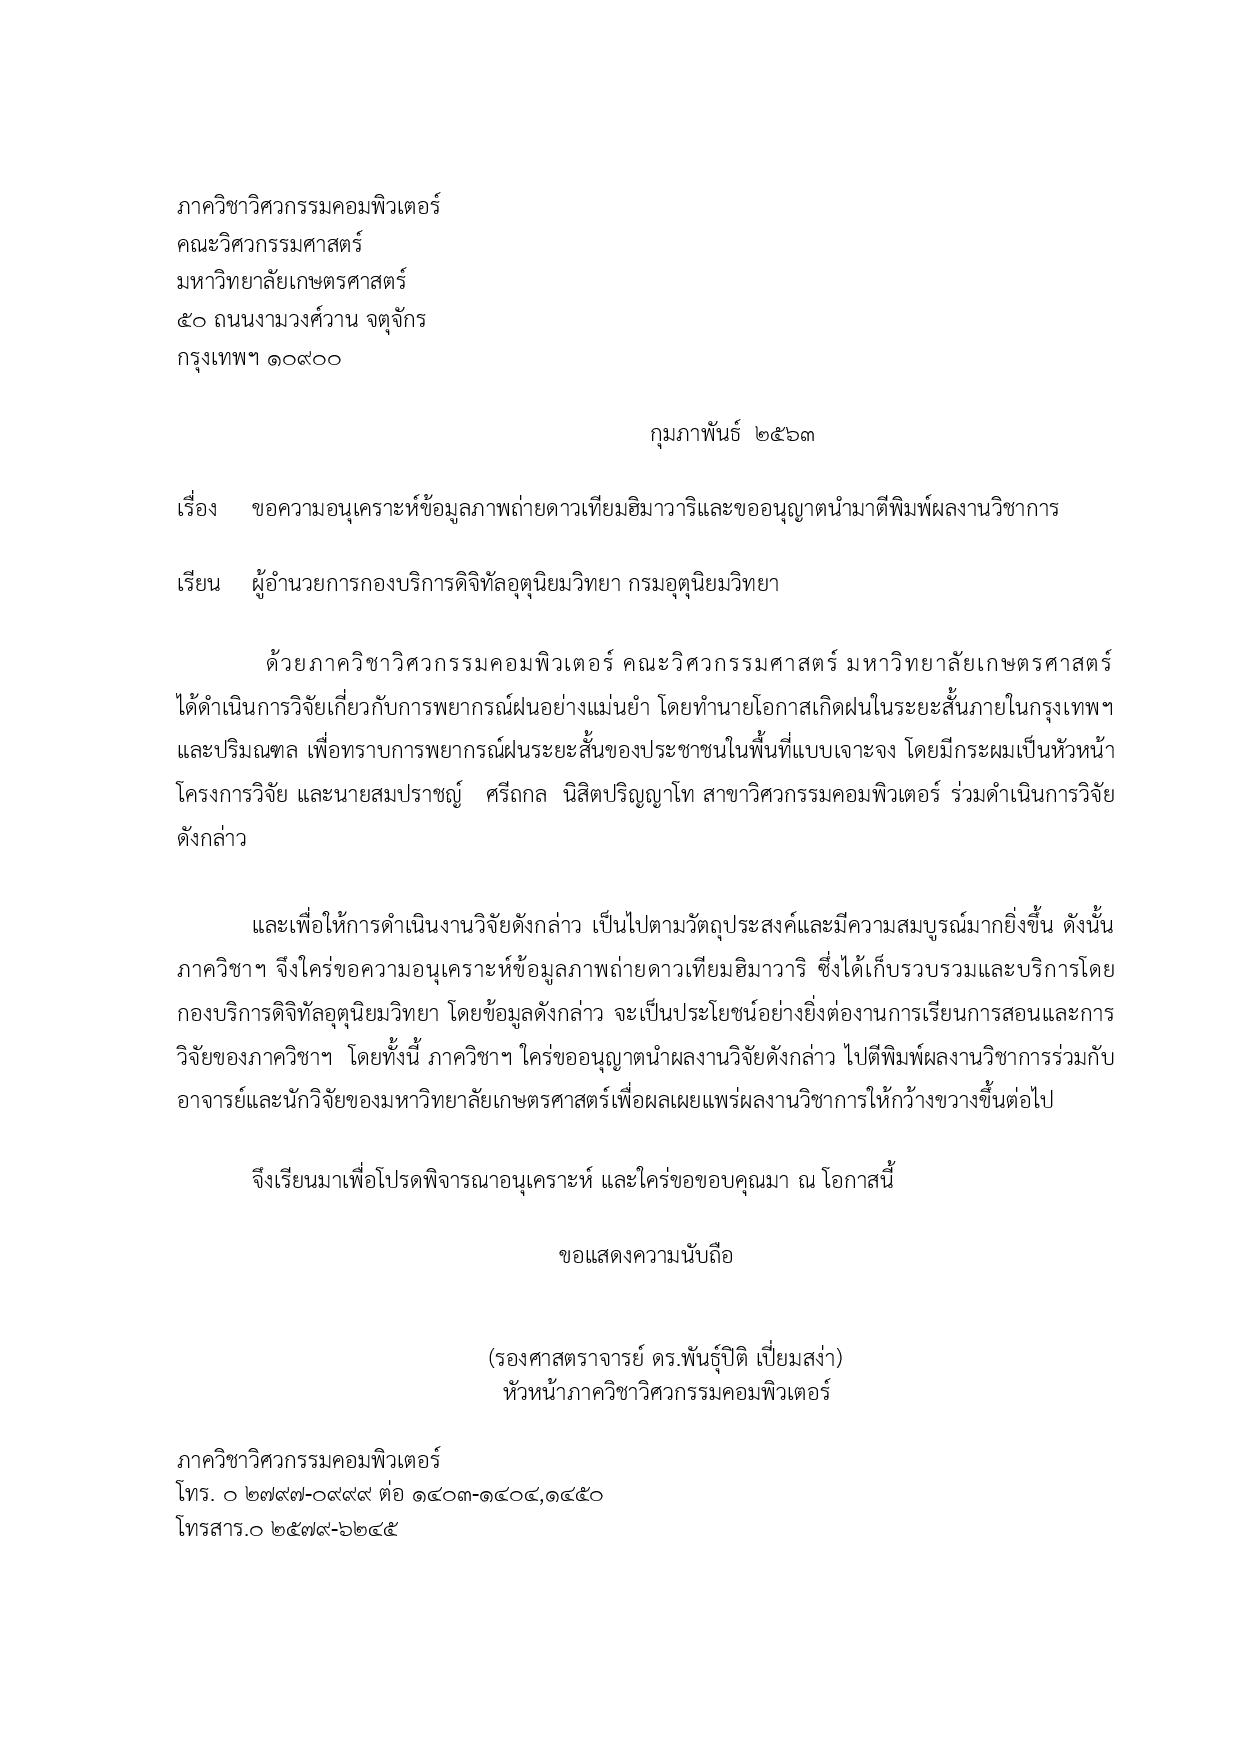 ภาควิชาวิศวกรรมคอมพิวเตอร์
คณะวิศวกรรมศาสตร์
มหาวิทยาลัยเกษตรศาสตร์
๕๐ ถนนงามวงศ์วาน จตุจักร
กรุงเทพฯ ๑๐๙๐๐
กุมภาพันธ์ ๒๕๖๓
เรื่อง ขอความอนุเคราะห์ข้อมูลภาพถ่ายดาวเทียมฮิมาวาริและขออนุญาตนำมาตีพิมพ์ผลงานวิชาการ
เรียน ผู้อำนวยการกองบริการดิจิทัลอุตุนิยมวิทยา กรมอุตุนิยมวิทยา
ด้วยภาควิชาวิศวกรรมคอมพิวเตอร์ คณะวิศวกรรมศาสตร์ มหาวิทยาลัยเกษตรศาสตร์
ได้ดำเนินการวิจัยเกี่ยวกับการพยากรณ์ฝนอย่างแม่นยำ โดยทำนายโอกาสเกิดฝนในระยะสั้นภายในกรุงเทพฯ
และปริมณฑล เพื่อทราบการพยากรณ์ฝนระยะสั้นของประชาชนในพื้นที่แบบเจาะจง โดยมีกระผมเป็นหัวหน้า
โครงการวิจัย และนายสมปราชญ์ ศรีถกล นิสิตปริญญาโท สาขาวิศวกรรมคอมพิวเตอร์ ร่วมดำเนินการวิจัย
ดังกล่าว
และเพื่อให้การดำเนินงานวิจัยดังกล่าว เป็นไปตามวัตถุประสงค์และมีความสมบูรณ์มากยิ่งขึ้น ดังนั้น
ภาควิชาฯ จึงใคร่ขอความอนุเคราะห์ข้อมูลภาพถ่ายดาวเทียมฮิมาวาริ ซึ่งได้เก็บรวบรวมและบริการโดย
กองบริการดิจิทัลอุตุนิยมวิทยา โดยข้อมูลดังกล่าว จะเป็นประโยชน์อย่างยิ่งต่องานการเรียนการสอนและการ
วิจัยของภาควิชาฯ โดยทั้งนี้ ภาควิชาฯ ใคร่ขออนุญาตนำผลงานวิจัยดังกล่าว ไปตีพิมพ์ผลงานวิชาการร่วมกับ
อาจารย์และนักวิจัยของมหาวิทยาลัยเกษตรศาสตร์เพื่อผลเผยแพร่ผลงานวิชาการให้กว้างขวางขึ้นต่อไป
จึงเรียนมาเพื่อโปรดพิจารณาอนุเคราะห์ และใคร่ขอขอบคุณมา ณ โอกาสนี้
ขอแสดงความนับถือ
(รองศาสตราจารย์ ดร.พันธุ์ปิติ เปี่ยมสง่า)
หัวหน้าภาควิชาวิศวกรรมคอมพิวเตอร์
ภาควิชาวิศวกรรมคอมพิวเตอร์
โทร. ๐ ๒๗๙๗-๐๙๙๙ ต่อ ๑๔๐๓-๑๔๐๔,๑๔๕๐
โทรสาร.๐ ๒๕๗๙-๖๒๔๕